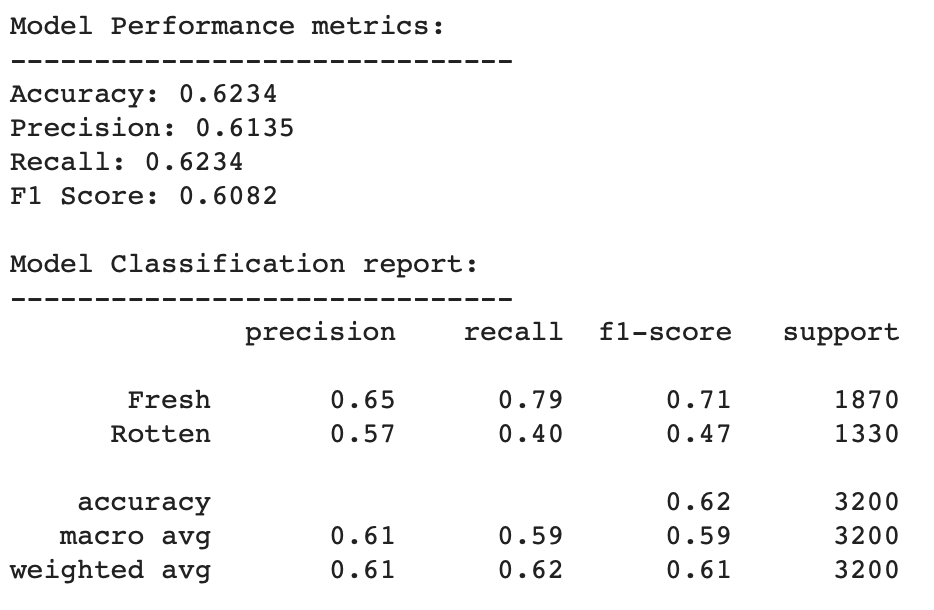 Model Performance metrics:
------------------------------
Accuracy: 0.6234
Precision: 0.6135
Recall: 0.6234
F1 Score: 0.6082
Model Classification report:
------------------------------
precision recall f1-score support
Fresh 0.65 0.79 0.71 1870
Rotten 0.57 0.40 0.47 1330
accuracy 0.62 3200
macro avg 0.61 0.59 0.59 3200
weighted avg 0.61 0.62 0.61 3200